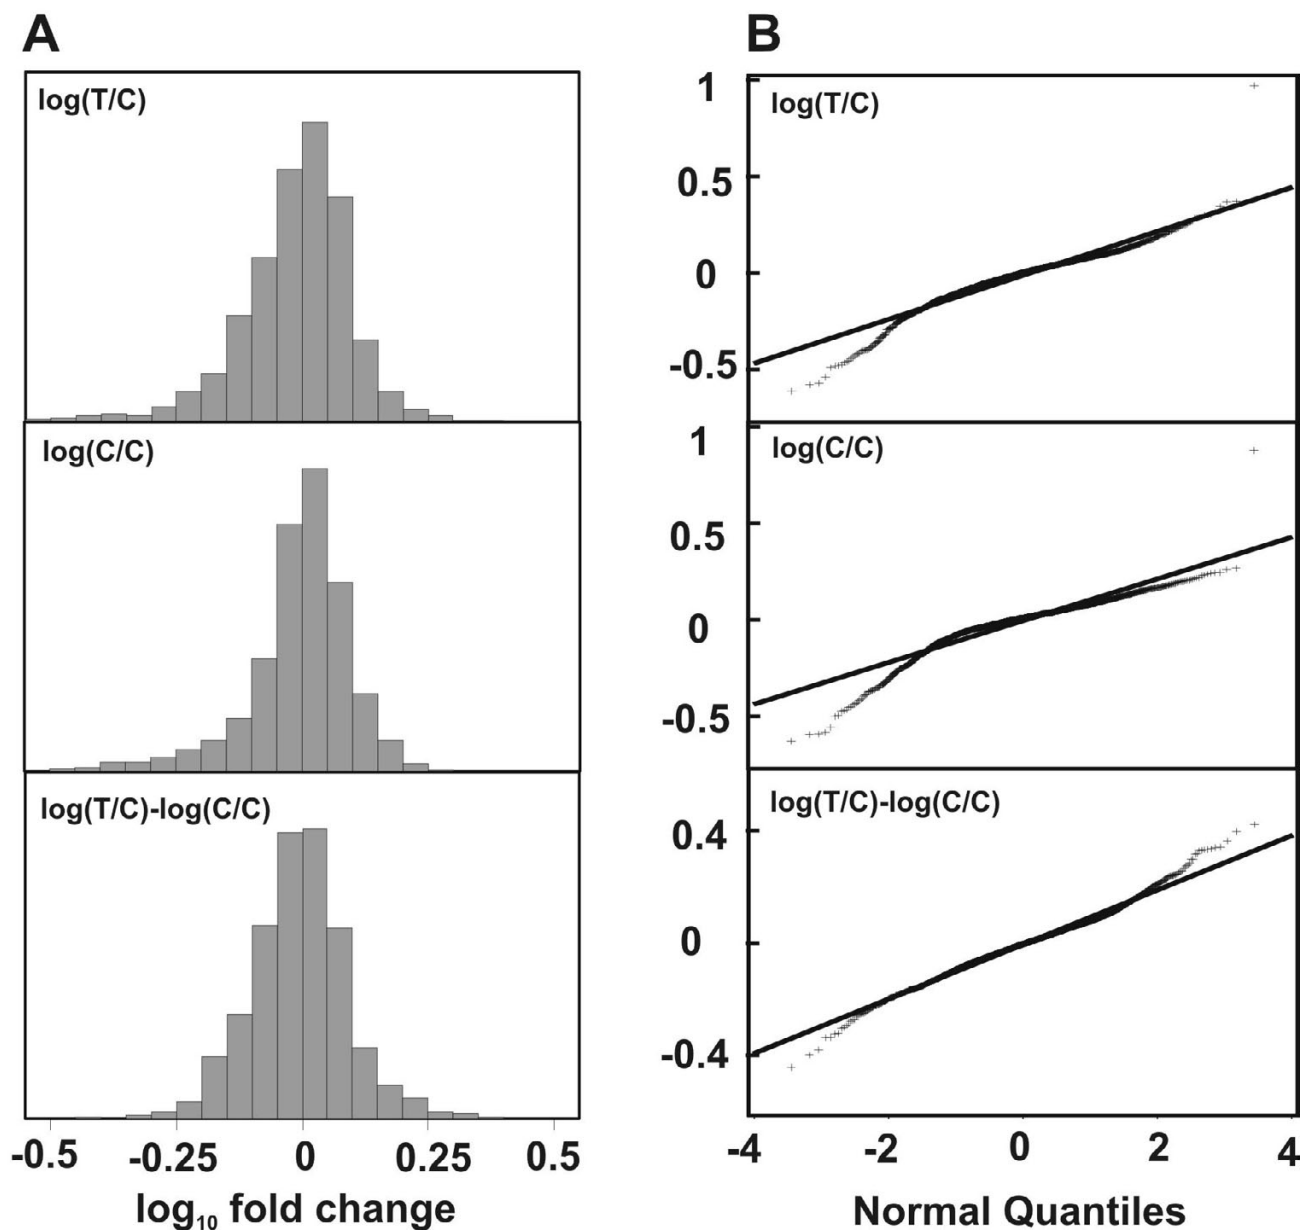 A
B
log(T/C)
log(C/C)
log(T/C)-log(C/C)
-0.5
-0.25
0
0.25
0.5
log₁₀ fold change
log(T/C)
1
0.5
0
-0.5
log(C/C)
1
0.5
0
-0.5
log(T/C)-log(C/C)
0.4
0
-0.4
-4
-2
0
2
4
Normal Quantiles